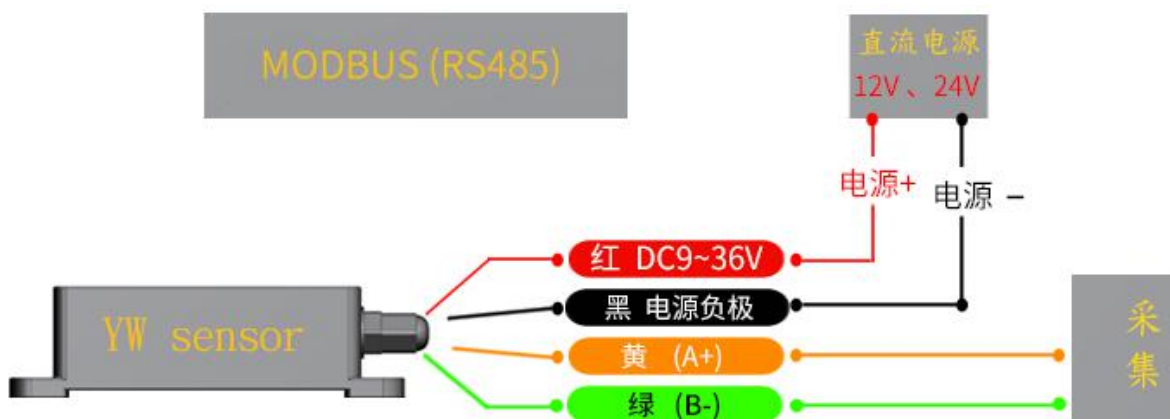 MODBUS (RS485)
直流电源
12V 、 24V
电源+
电源 −
红 DC9~36V
黑 电源负极
黄 (A+)
绿 (B-)
YW sensor
采
集